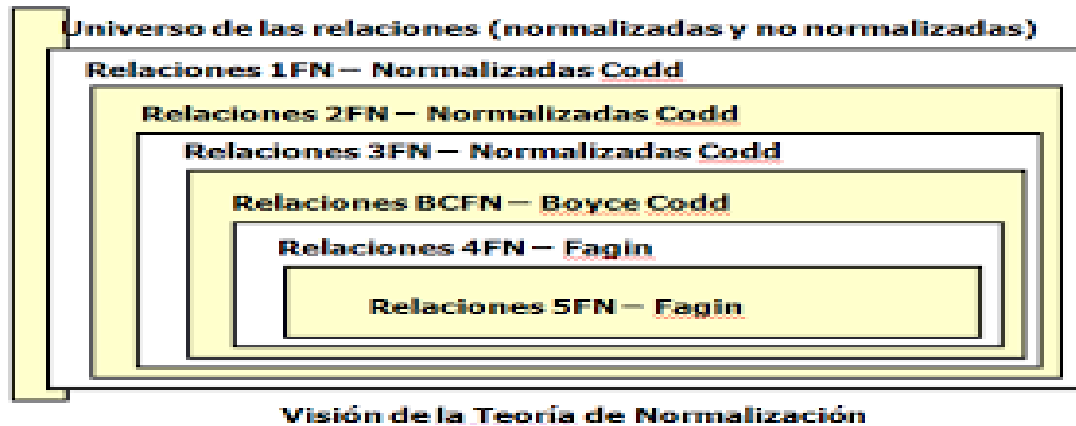 Universo de las relaciones (normalizadas y no normalizadas)
Relaciones 1FN – Normalizadas Codd
Relaciones 2FN – Normalizadas Codd
Relaciones 3FN – Normalizadas Codd
Relaciones BCFN – Boyce Codd
Relaciones 4FN – Fagin
Relaciones 5FN – Fagin
Visión de la Teoría de Normalización